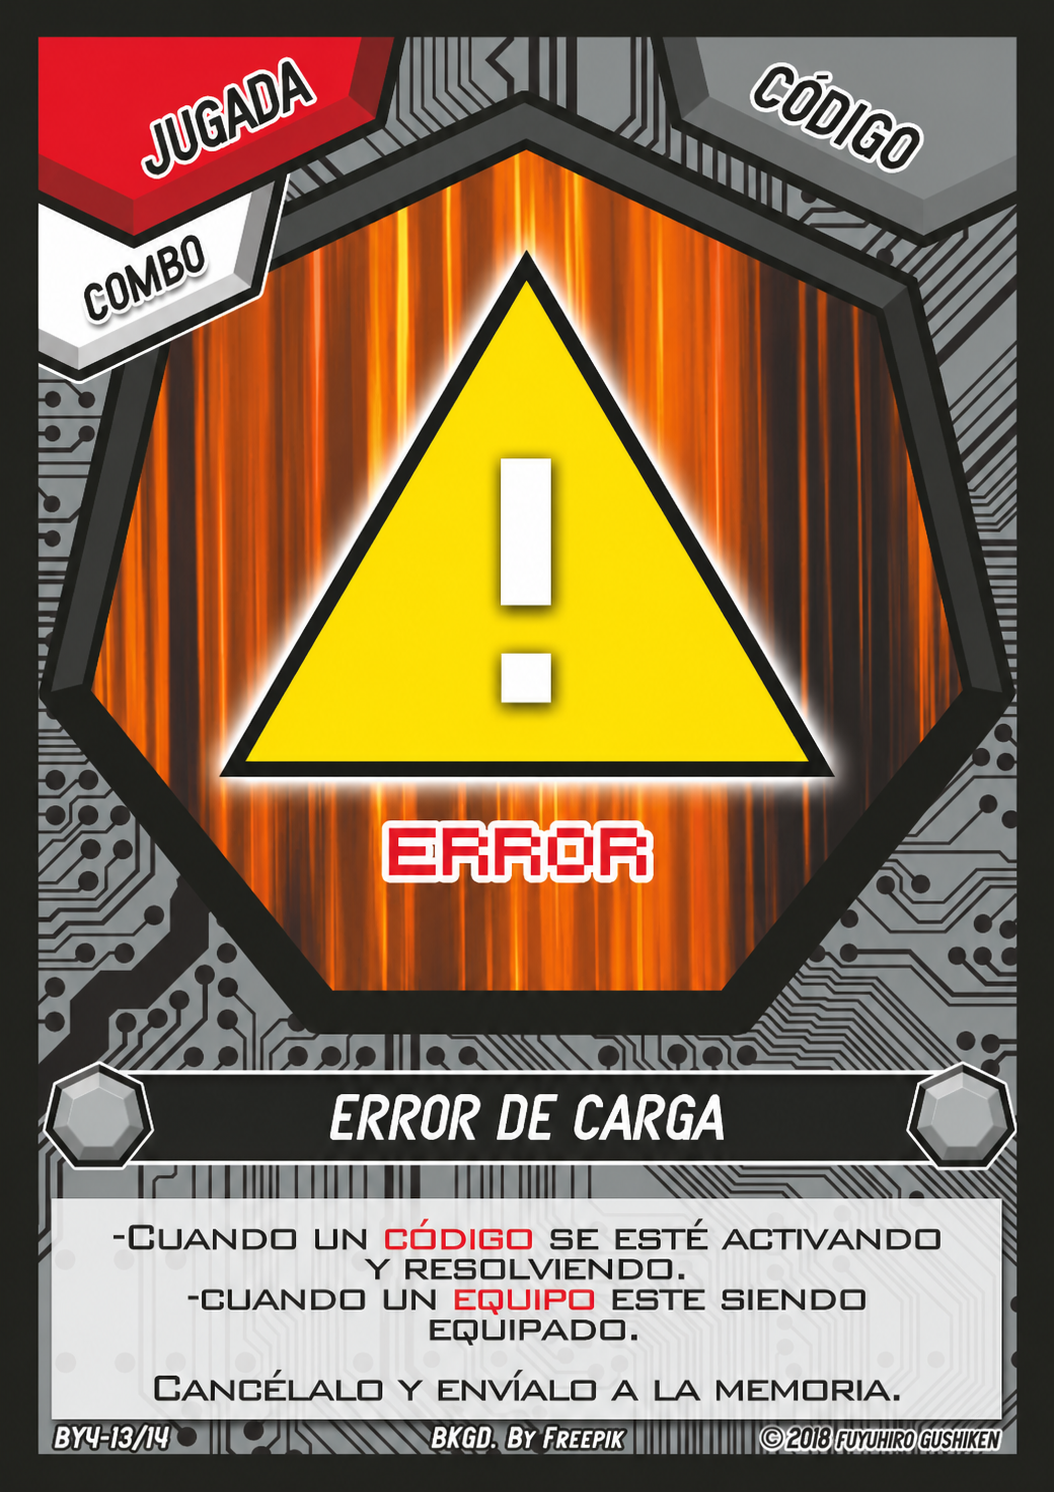 JUGADA
CÓDIGO
COMBO
!
ERROR
ERROR DE CARGA
-CUANDO UN CÓDIGO SE ESTÉ ACTIVANDO
Y RESOLVIENDO.
-CUANDO UN EQUIPO ESTE SIENDO
EQUIPADO.
CANCÉLALO Y ENVÍALO A LA MEMORIA.
BY4-13/14
BKGD. BY FREEPIK
© 2018 FUYUHIRO GUSHIKEN